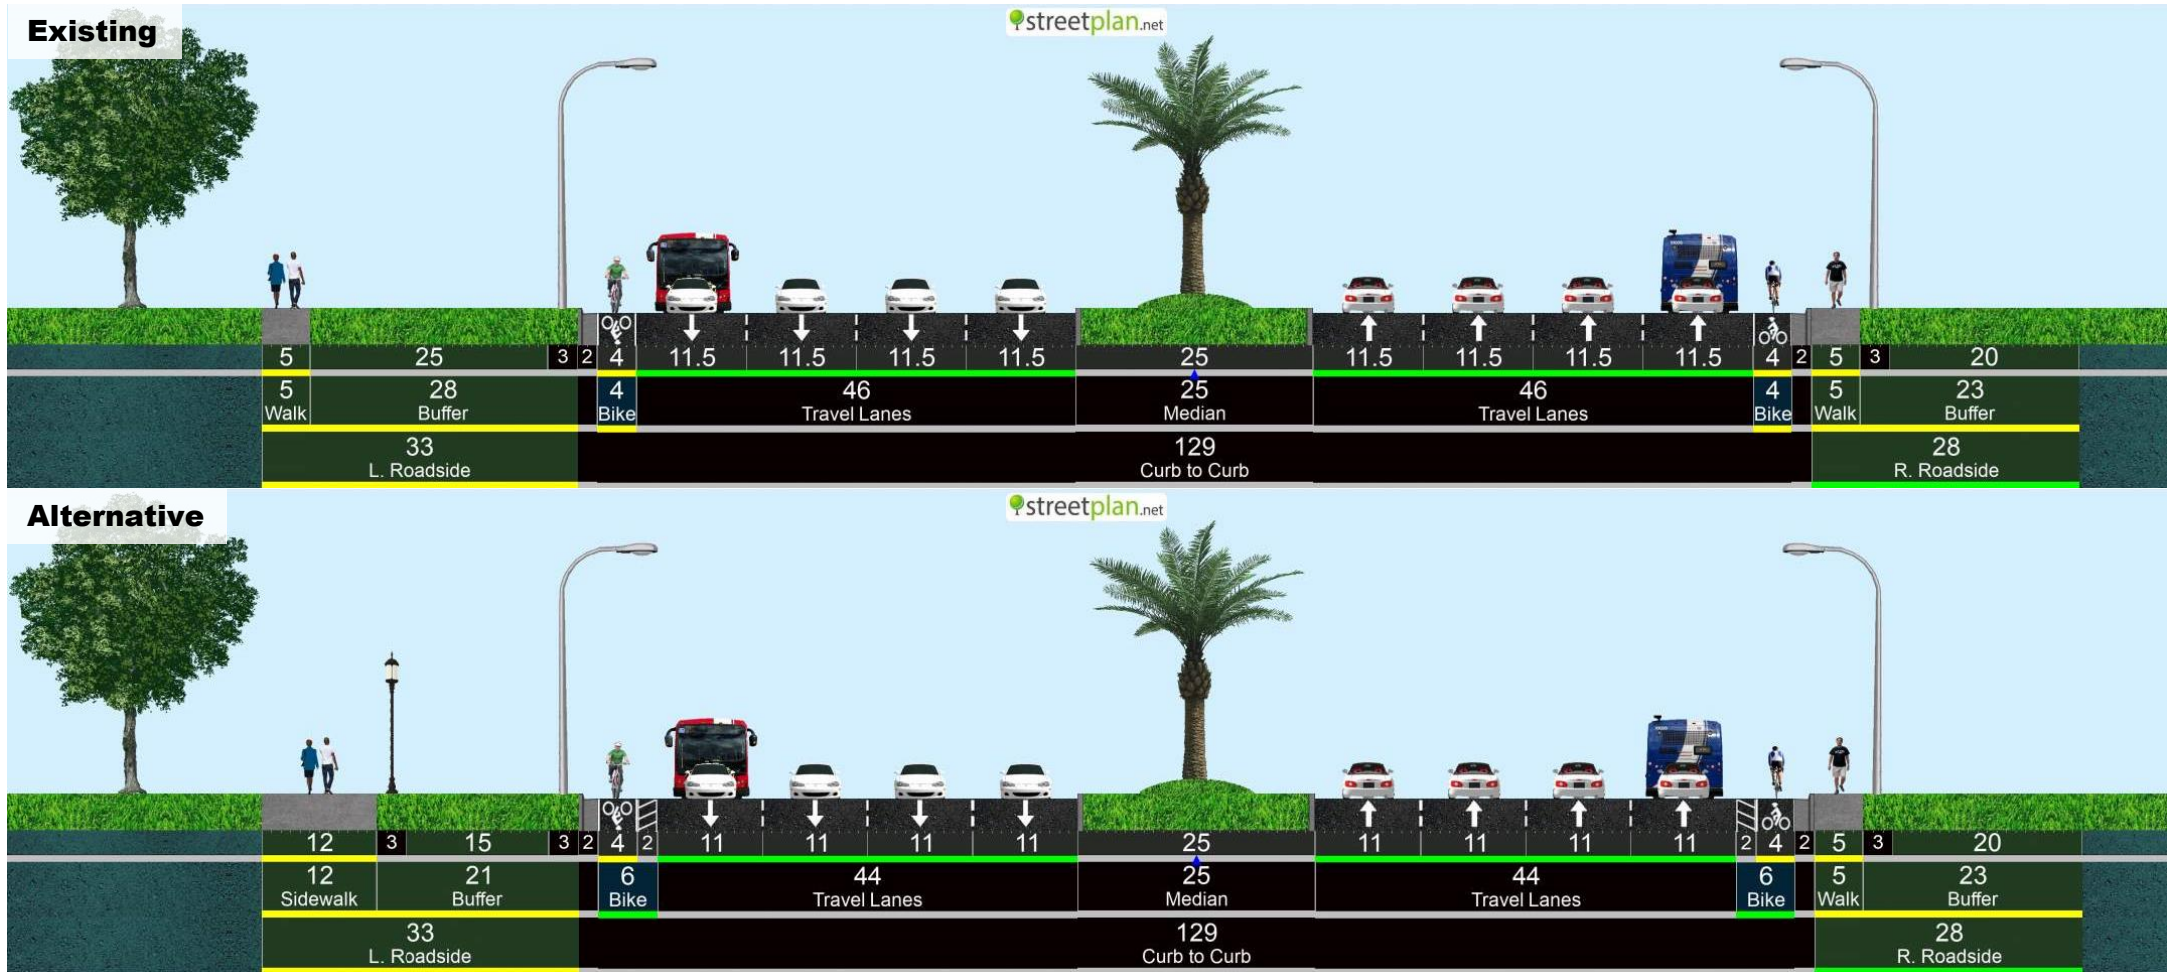 Existing
streetplan.net
5 25 3 2 4 11.5 11.5 11.5 11.5 25 11.5 11.5 11.5 11.5 4 2 5 3 20
5 28 4 46 25 46 4 5 23
Walk Buffer Bike Travel Lanes Median Travel Lanes Bike Walk Buffer
33 129 28
L. Roadside Curb to Curb R. Roadside
Alternative
streetplan.net
12 3 15 3 2 4 2 11 11 11 11 25 11 11 11 11 2 4 2 5 3 20
12 21 6 44 25 44 6 5 23
Sidewalk Buffer Bike Travel Lanes Median Travel Lanes Bike Walk Buffer
33 129 28
L. Roadside Curb to Curb R. Roadside